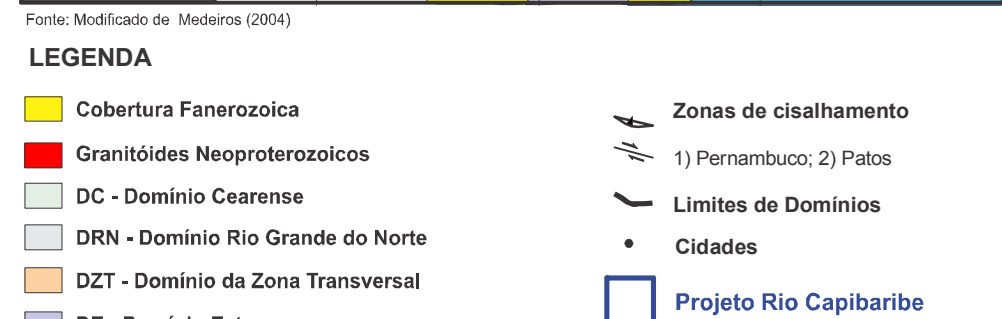 Fonte: Modificado de Medeiros (2004)
LEGENDA
Cobertura Fanerozoica
Granitóides Neoproterozoicos
DC - Domínio Cearense
DRN - Domínio Rio Grande do Norte
DZT - Domínio da Zona Transversal
Zonas de cisalhamento
1) Pernambuco; 2) Patos
Limites de Domínios
Cidades
Projeto Rio Capibaribe